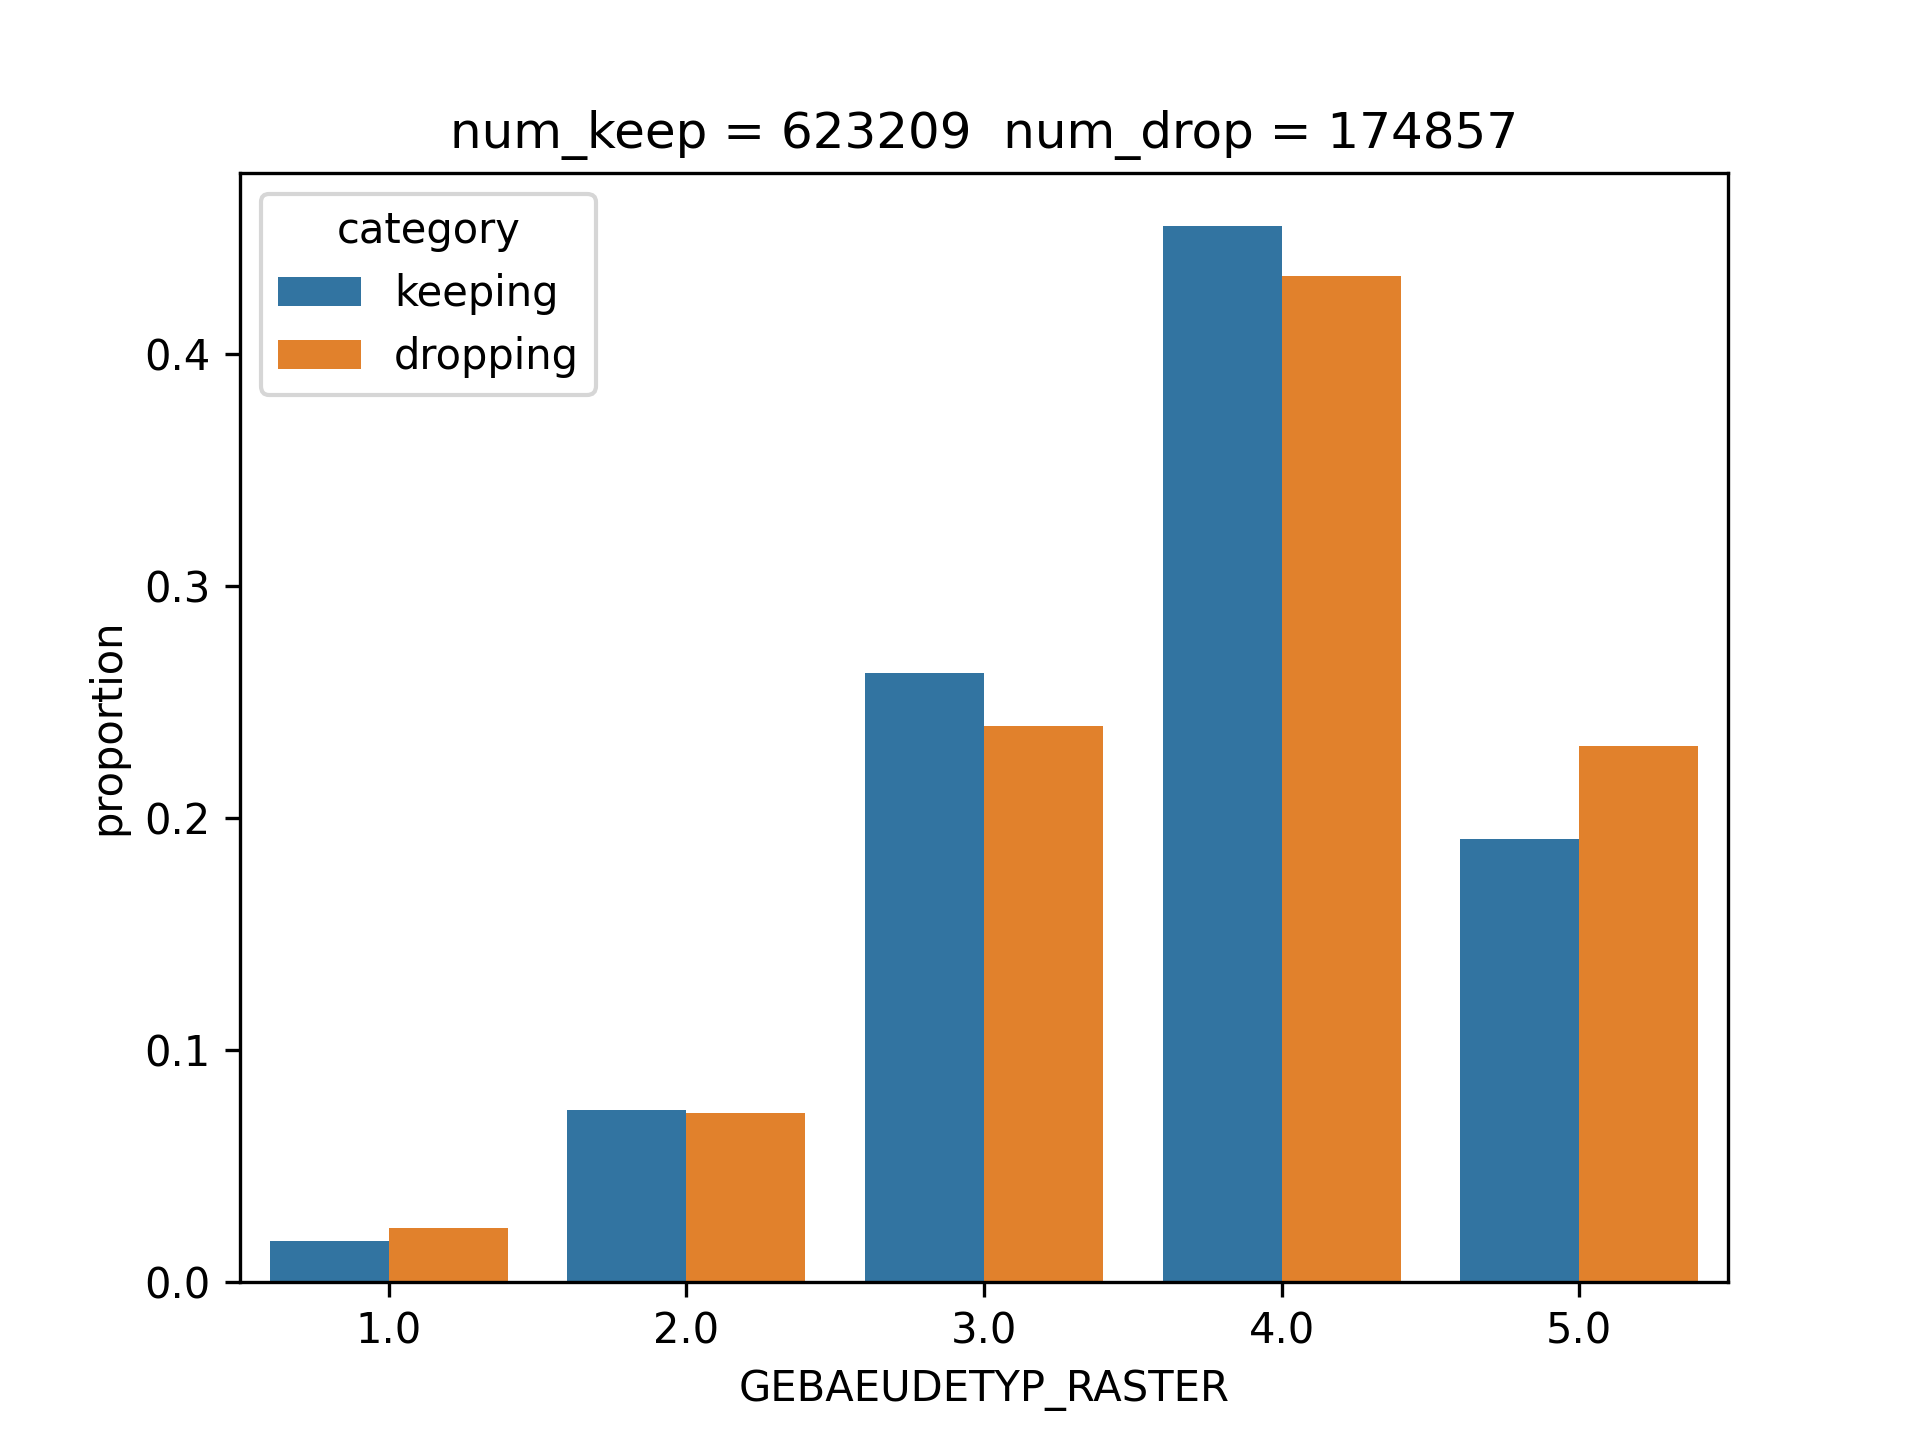 num_keep = 623209  num_drop = 174857
category
keeping
dropping
0.4
0.3
0.2
0.1
0.0
proportion
1.0 2.0 3.0 4.0 5.0
GEBAEUDETYP_RASTER